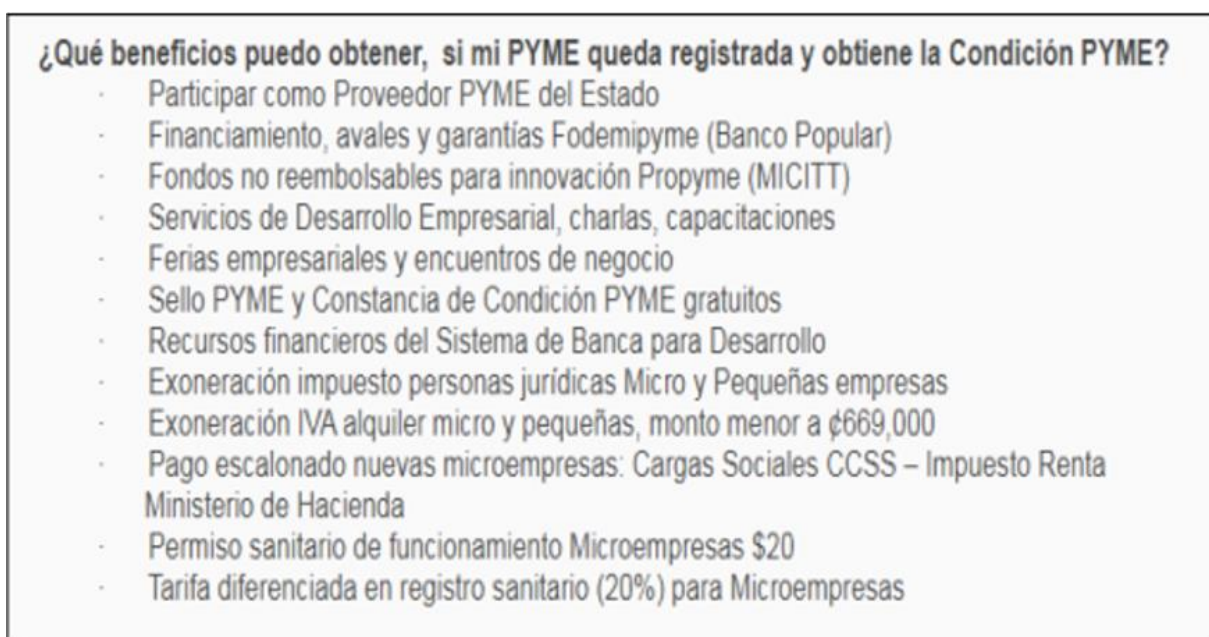 ¿Qué beneficios puedo obtener, si mi PYME queda registrada y obtiene la Condición PYME?
· Participar como Proveedor PYME del Estado
· Financiamiento, avales y garantías Fodemipyme (Banco Popular)
· Fondos no reembolsables para innovación Propyme (MICITT)
· Servicios de Desarrollo Empresarial, charlas, capacitaciones
· Ferias empresariales y encuentros de negocio
· Sello PYME y Constancia de Condición PYME gratuitos
· Recursos financieros del Sistema de Banca para Desarrollo
· Exoneración impuesto personas jurídicas Micro y Pequeñas empresas
· Exoneración IVA alquiler micro y pequeñas, monto menor a ¢669,000
· Pago escalonado nuevas microempresas: Cargas Sociales CCSS – Impuesto Renta
Ministerio de Hacienda
· Permiso sanitario de funcionamiento Microempresas $20
· Tarifa diferenciada en registro sanitario (20%) para Microempresas